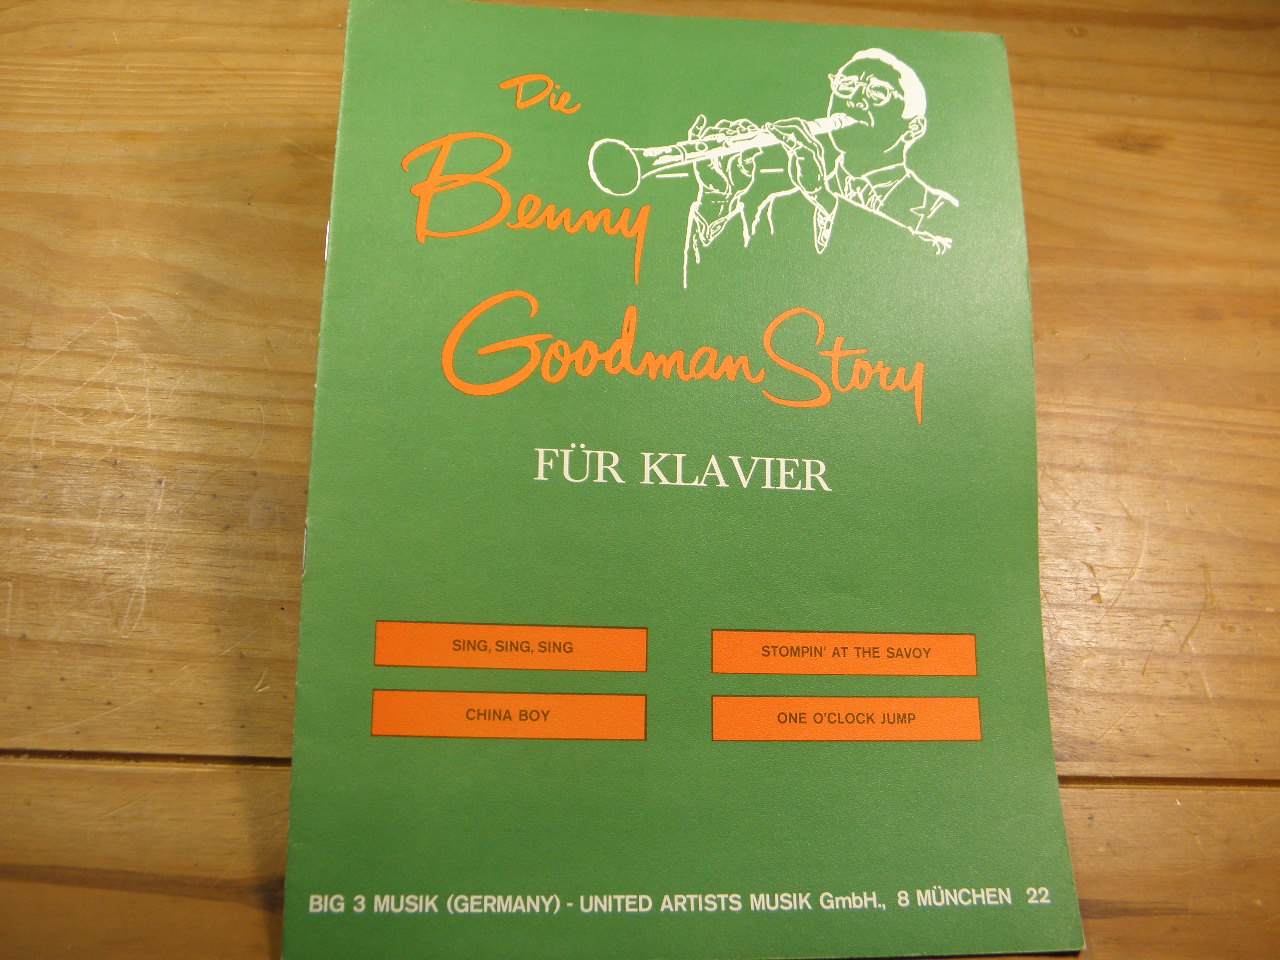 Die
Benny
Goodman Story
FÜR KLAVIER
SING, SING, SING
STOMPIN' AT THE SAVOY
CHINA BOY
ONE O'CLOCK JUMP
BIG 3 MUSIK (GERMANY) - UNITED ARTISTS MUSIK GmbH., 8 MÜNCHEN 22